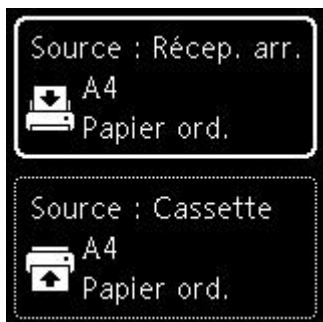 Source : Récep. arr.
A4
Papier ord.
Source : Cassette
A4
Papier ord.